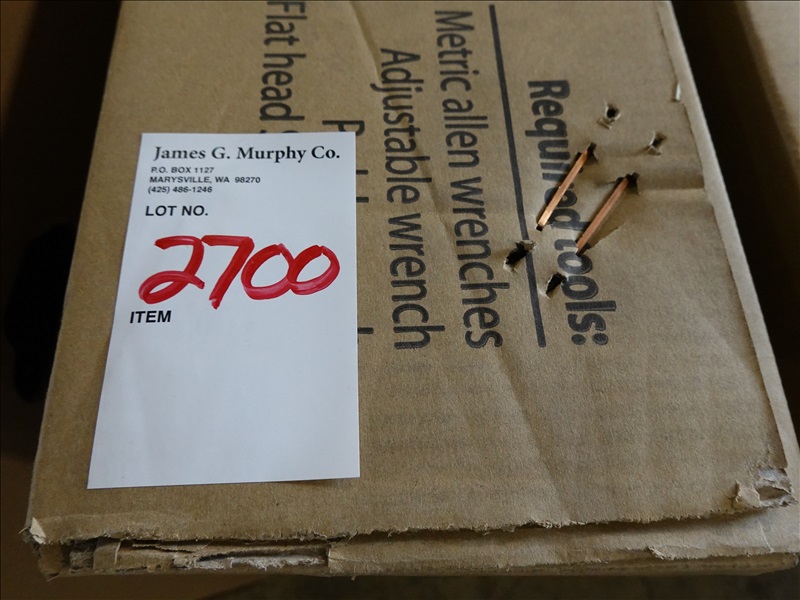 James G. Murphy Co.
P.O. BOX 1127
MARYSVILLE, WA 98270
(425) 486-1246
LOT NO.
2700
ITEM
Required tools:
Metric allen wrenches
Adjustable wrench
Flat head